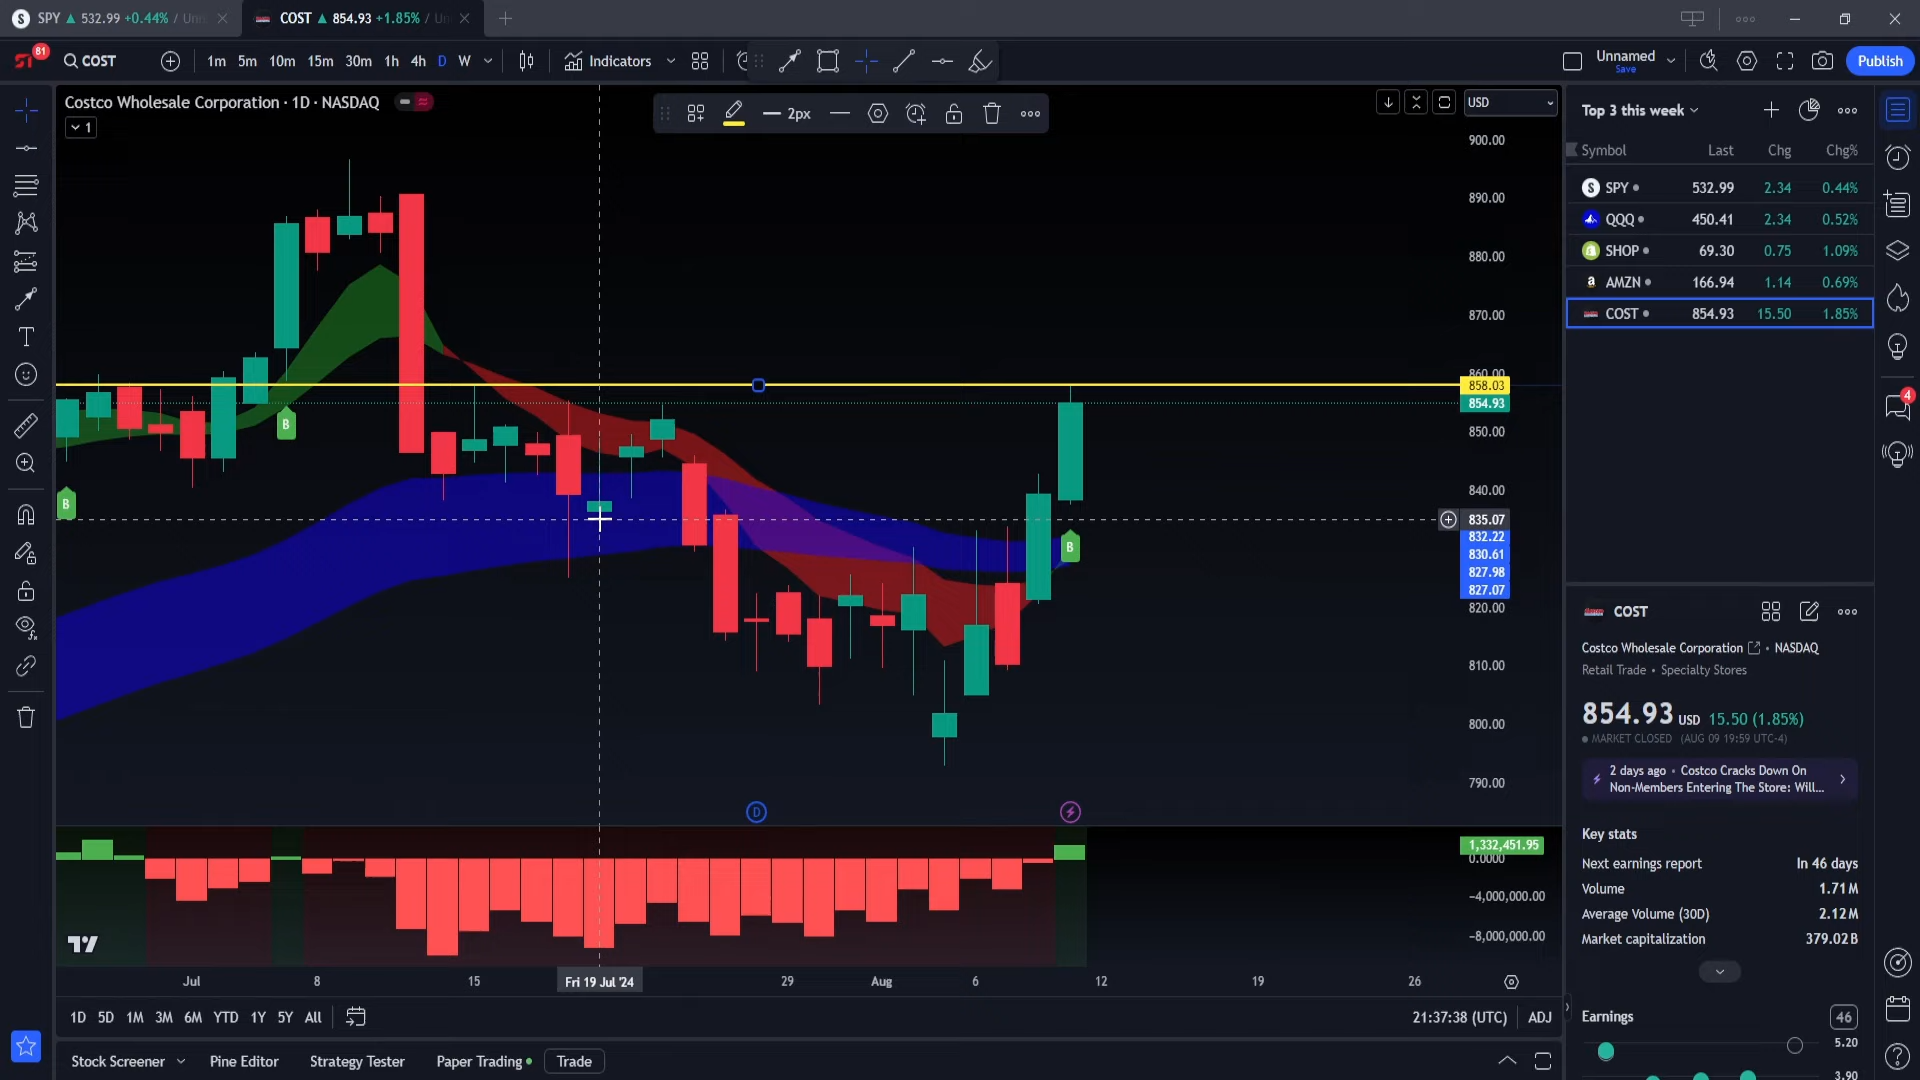 SPY ▲ 532.99 +0.44% / Un
COST ▲ 854.93 +1.85% / Un
81
COST
1m 5m 10m 15m 30m 1h 4h D W
Indicators
Unnamed
Save
Publish
Costco Wholesale Corporation · 1D · NASDAQ
1
2px
USD
900.00
890.00
880.00
870.00
860.00
858.03
854.93
850.00
840.00
835.07
832.22
830.61
827.98
827.07
820.00
810.00
800.00
790.00
B
B
B
D
1,332,451.95
0.0000
−4,000,000.00
−8,000,000.00
Jul 8 15 Fri 19 Jul '24 29 Aug 6 12 19 26
1D 5D 1M 3M 6M YTD 1Y 5Y All
21:37:38 (UTC) ADJ
Stock Screener Pine Editor Strategy Tester Paper Trading Trade
Top 3 this week
Symbol Last Chg Chg%
S SPY 532.99 2.34 0.44%
QQQ 450.41 2.34 0.52%
SHOP 69.30 0.75 1.09%
a AMZN 166.94 1.14 0.69%
COST 854.93 15.50 1.85%
4
COST
Costco Wholesale Corporation • NASDAQ
Retail Trade • Specialty Stores
854.93 USD 15.50 (1.85%)
MARKET CLOSED (AUG 09 19:59 UTC-4)
2 days ago • Costco Cracks Down On
Non-Members Entering The Store: Will...
Key stats
Next earnings report In 46 days
Volume 1.71M
Average Volume (30D) 2.12M
Market capitalization 379.02B
Earnings 46
5.20
3.90